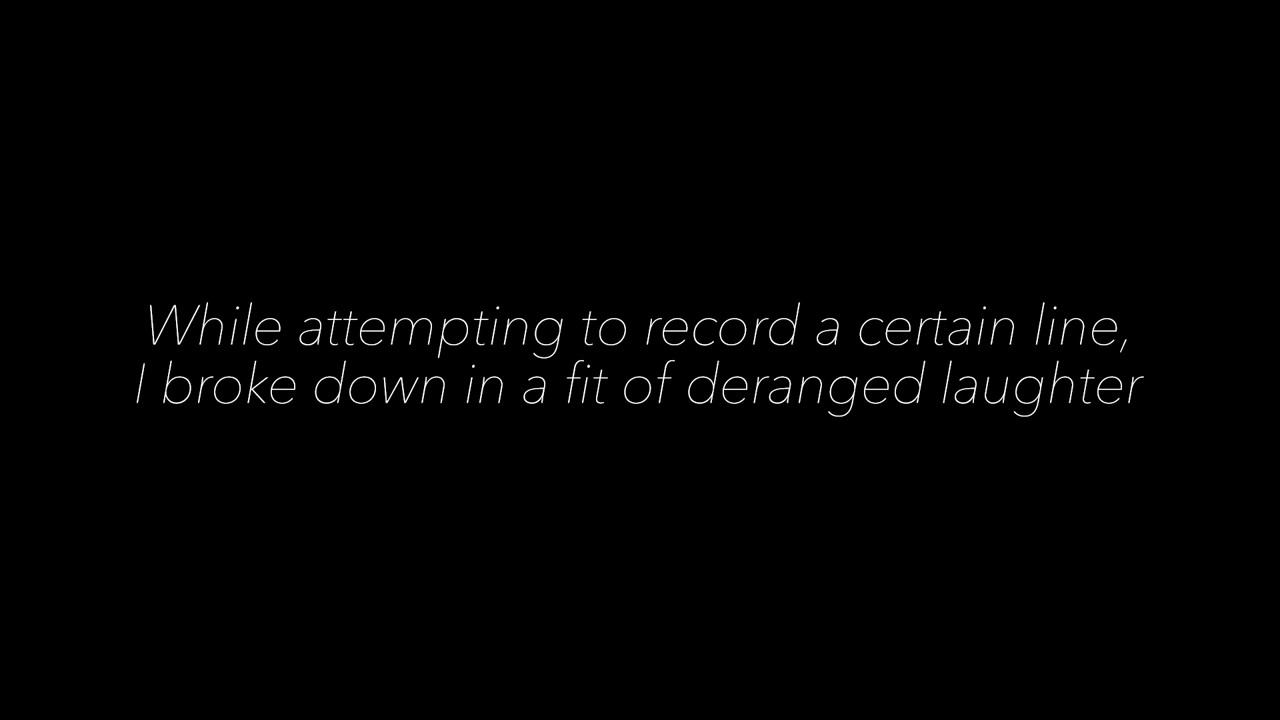 While attempting to record a certain line,
I broke down in a fit of deranged laughter